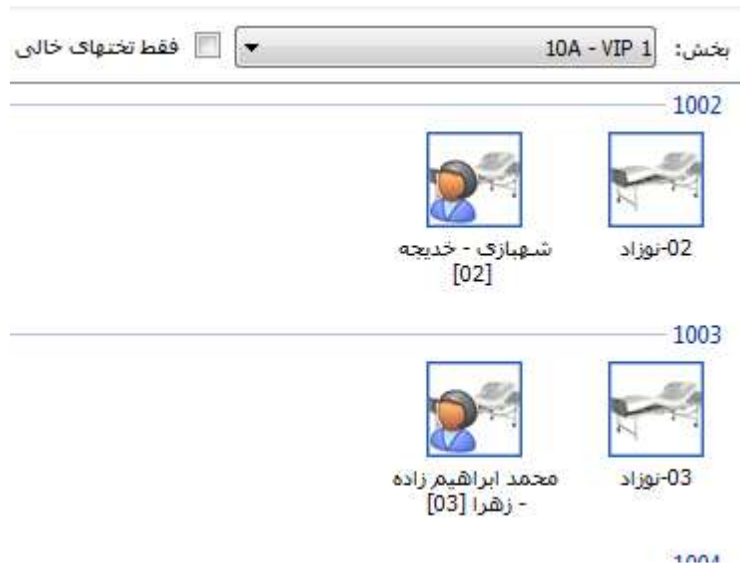 بخش: 10A - VIP 1 فقط تختهای خالی
1002
02-نوزاد
شهبازی - خدیجه
[02]
1003
03-نوزاد
محمد ابراهیم زاده
- زهرا [03]
1004